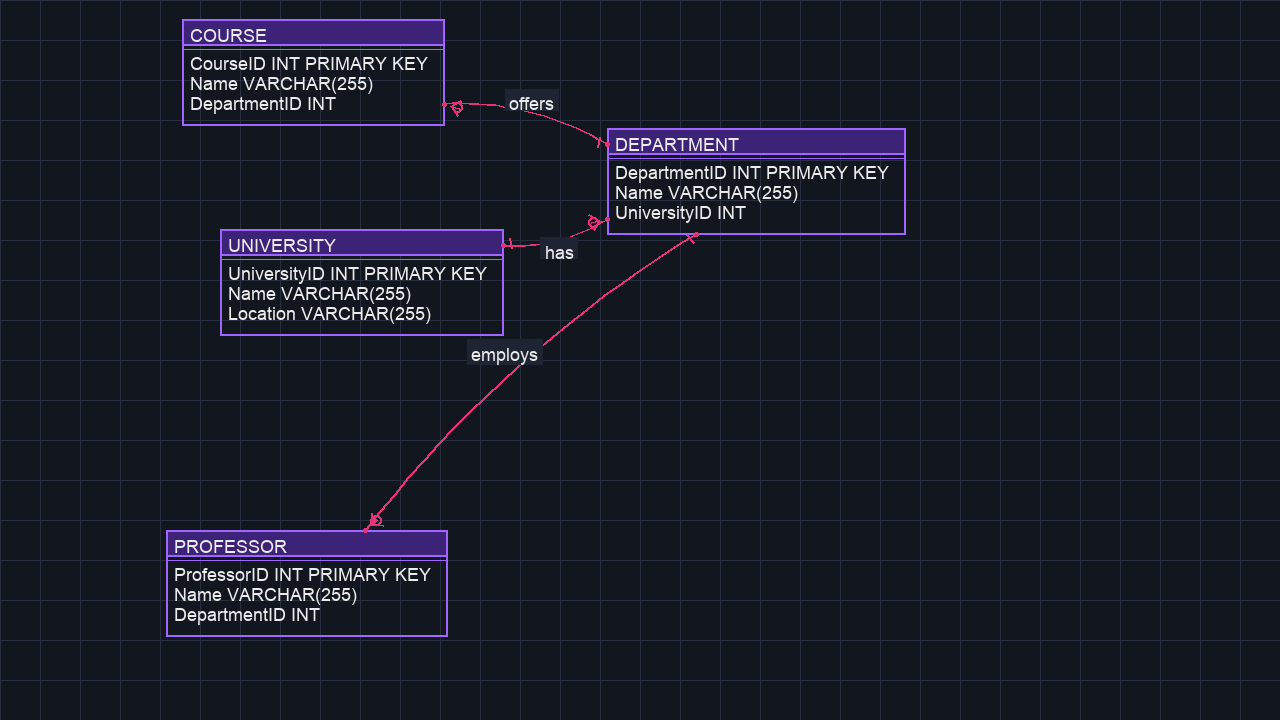 COURSE
CourseID INT PRIMARY KEY
Name VARCHAR(255)
DepartmentID INT
offers
DEPARTMENT
DepartmentID INT PRIMARY KEY
Name VARCHAR(255)
UniversityID INT
UNIVERSITY
UniversityID INT PRIMARY KEY
Name VARCHAR(255)
Location VARCHAR(255)
has
employs
PROFESSOR
ProfessorID INT PRIMARY KEY
Name VARCHAR(255)
DepartmentID INT